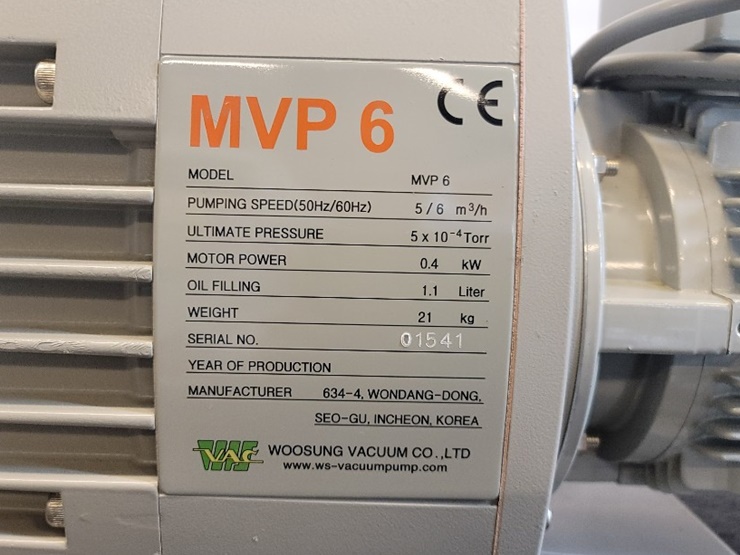 MVP 6 CE
MODEL MVP 6
PUMPING SPEED(50Hz/60Hz) 5 / 6 m³/h
ULTIMATE PRESSURE 5 x 10⁻⁴ Torr
MOTOR POWER 0.4 kW
OIL FILLING 1.1 Liter
WEIGHT 21 kg
SERIAL NO. 01541
YEAR OF PRODUCTION
MANUFACTURER 634-4, WONDANG-DONG,
SEO-GU, INCHEON, KOREA
VAC WOOSUNG VACUUM CO.,LTD
www.ws-vacuumpump.com